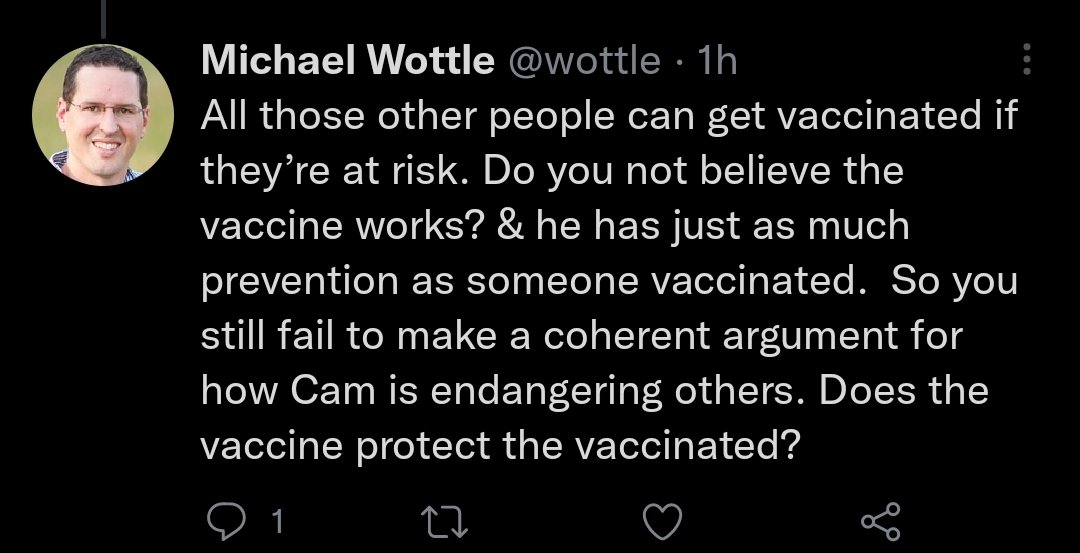 Michael Wottle @wottle · 1h
All those other people can get vaccinated if
they’re at risk. Do you not believe the
vaccine works? & he has just as much
prevention as someone vaccinated.  So you
still fail to make a coherent argument for
how Cam is endangering others. Does the
vaccine protect the vaccinated?
1